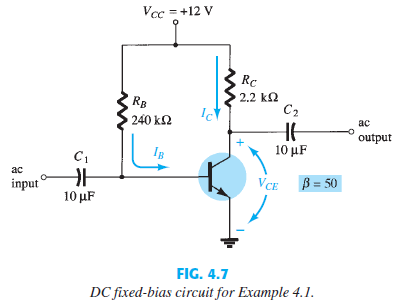 V_CC = +12 V
R_B
240 kΩ
R_C
2.2 kΩ
I_C
C_2
10 μF
ac
output
I_B
C_1
10 μF
ac
input
+
V_CE
–
β = 50
FIG. 4.7
DC fixed-bias circuit for Example 4.1.